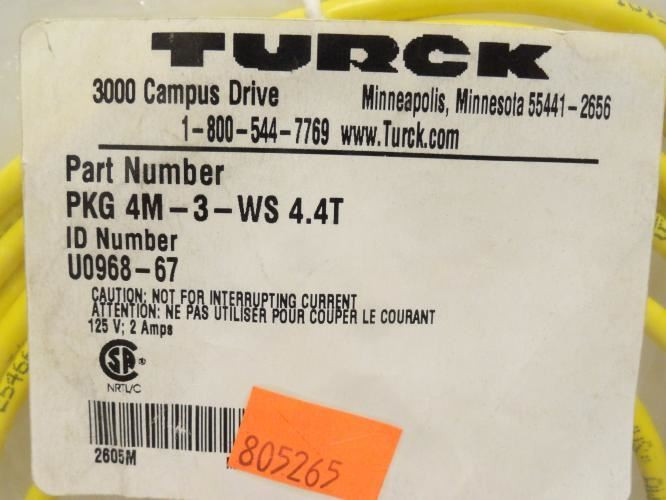 TURCK
3000 Campus Drive Minneapolis, Minnesota 55441-2656
1-800-544-7769 www.Turck.com
Part Number
PKG 4M-3-WS 4.4T
ID Number
U0968-67
CAUTION: NOT FOR INTERRUPTING CURRENT
ATTENTION: NE PAS UTILISER POUR COUPER LE COURANT
125 V; 2 Amps
SA ®
NRTL/C
2605M
805265